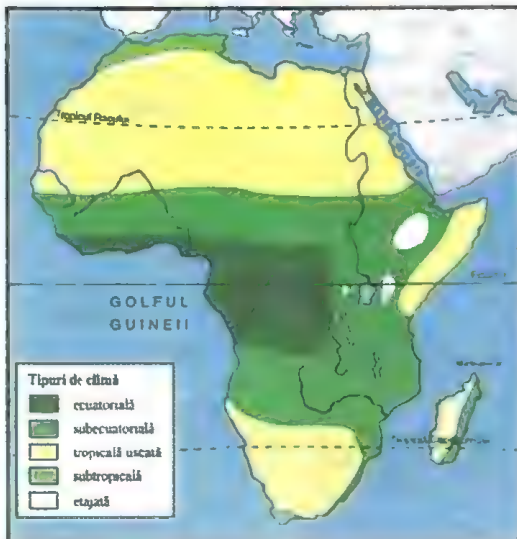 Tropicul Racului
GOLFUL
GUINEII
Tipuri de climă
ecuatorială
subecuatorială
tropicală uscată
subtropicală
etajată